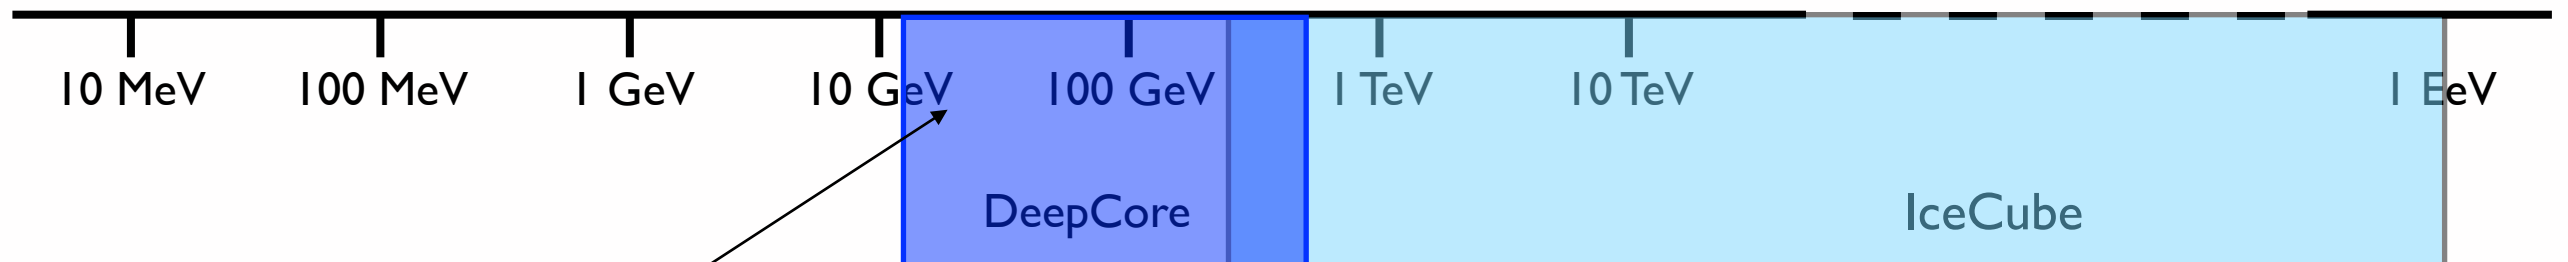 10 MeV 100 MeV 1 GeV 10 GeV 100 GeV 1 TeV 10 TeV 1 EeV
DeepCore IceCube